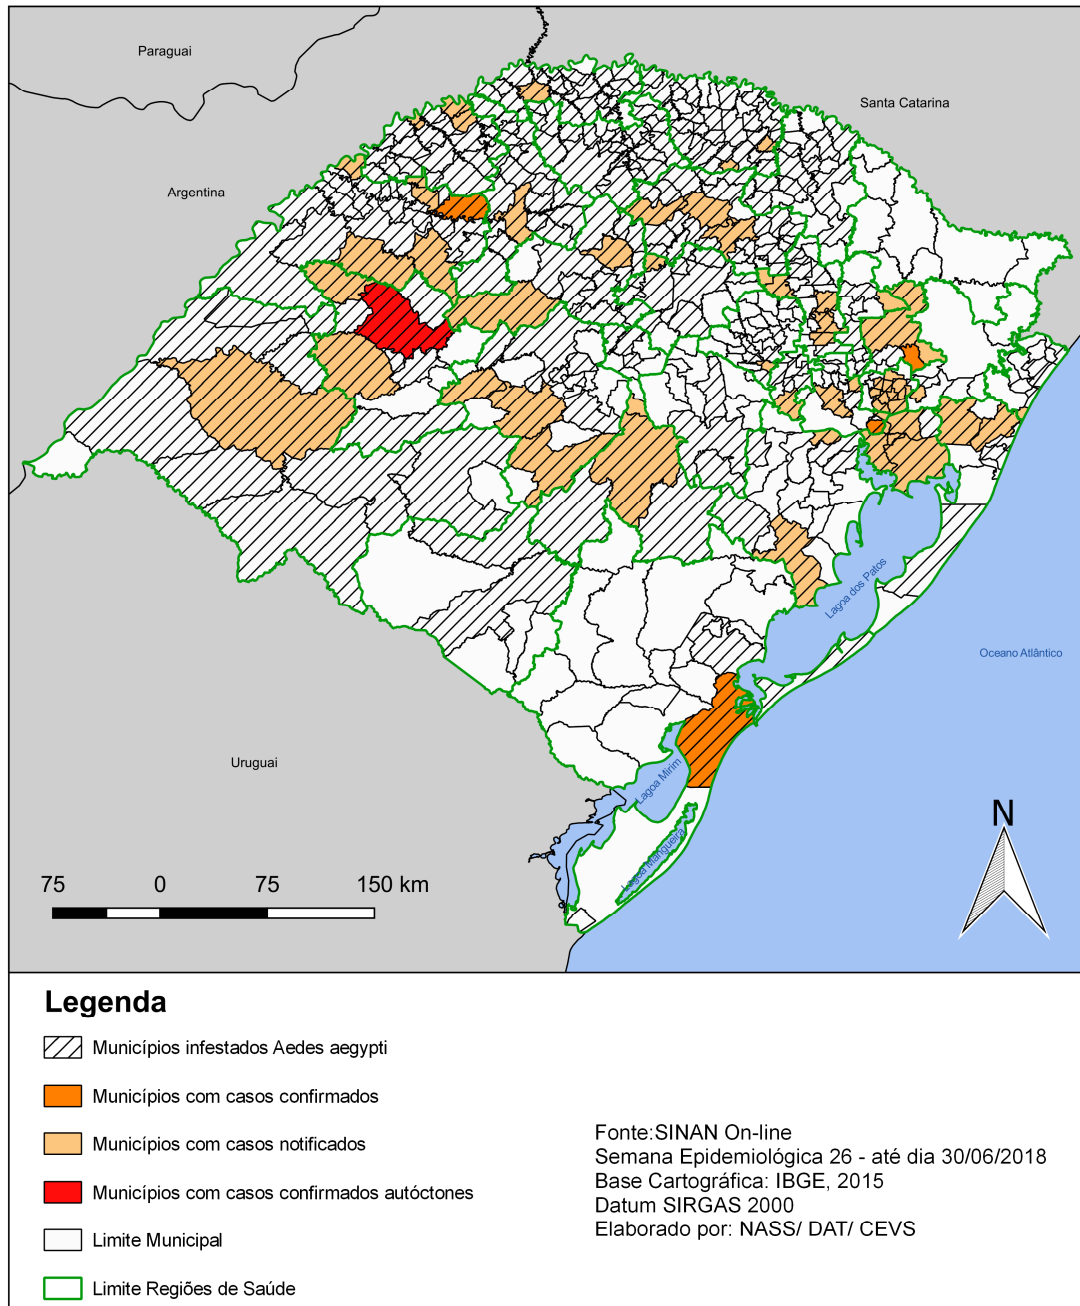 Paraguai
Santa Catarina
Argentina
Lagoa dos Patos
Oceano Atlântico
Uruguai
Lagoa Mirim
Lagoa Mangueira
N
75 0 75 150 km
Legenda
Municípios infestados Aedes aegypti
Municípios com casos confirmados
Municípios com casos notificados
Municípios com casos confirmados autóctones
Limite Municipal
Limite Regiões de Saúde
Fonte:SINAN On-line
Semana Epidemiológica 26 - até dia 30/06/2018
Base Cartográfica: IBGE, 2015
Datum SIRGAS 2000
Elaborado por: NASS/ DAT/ CEVS